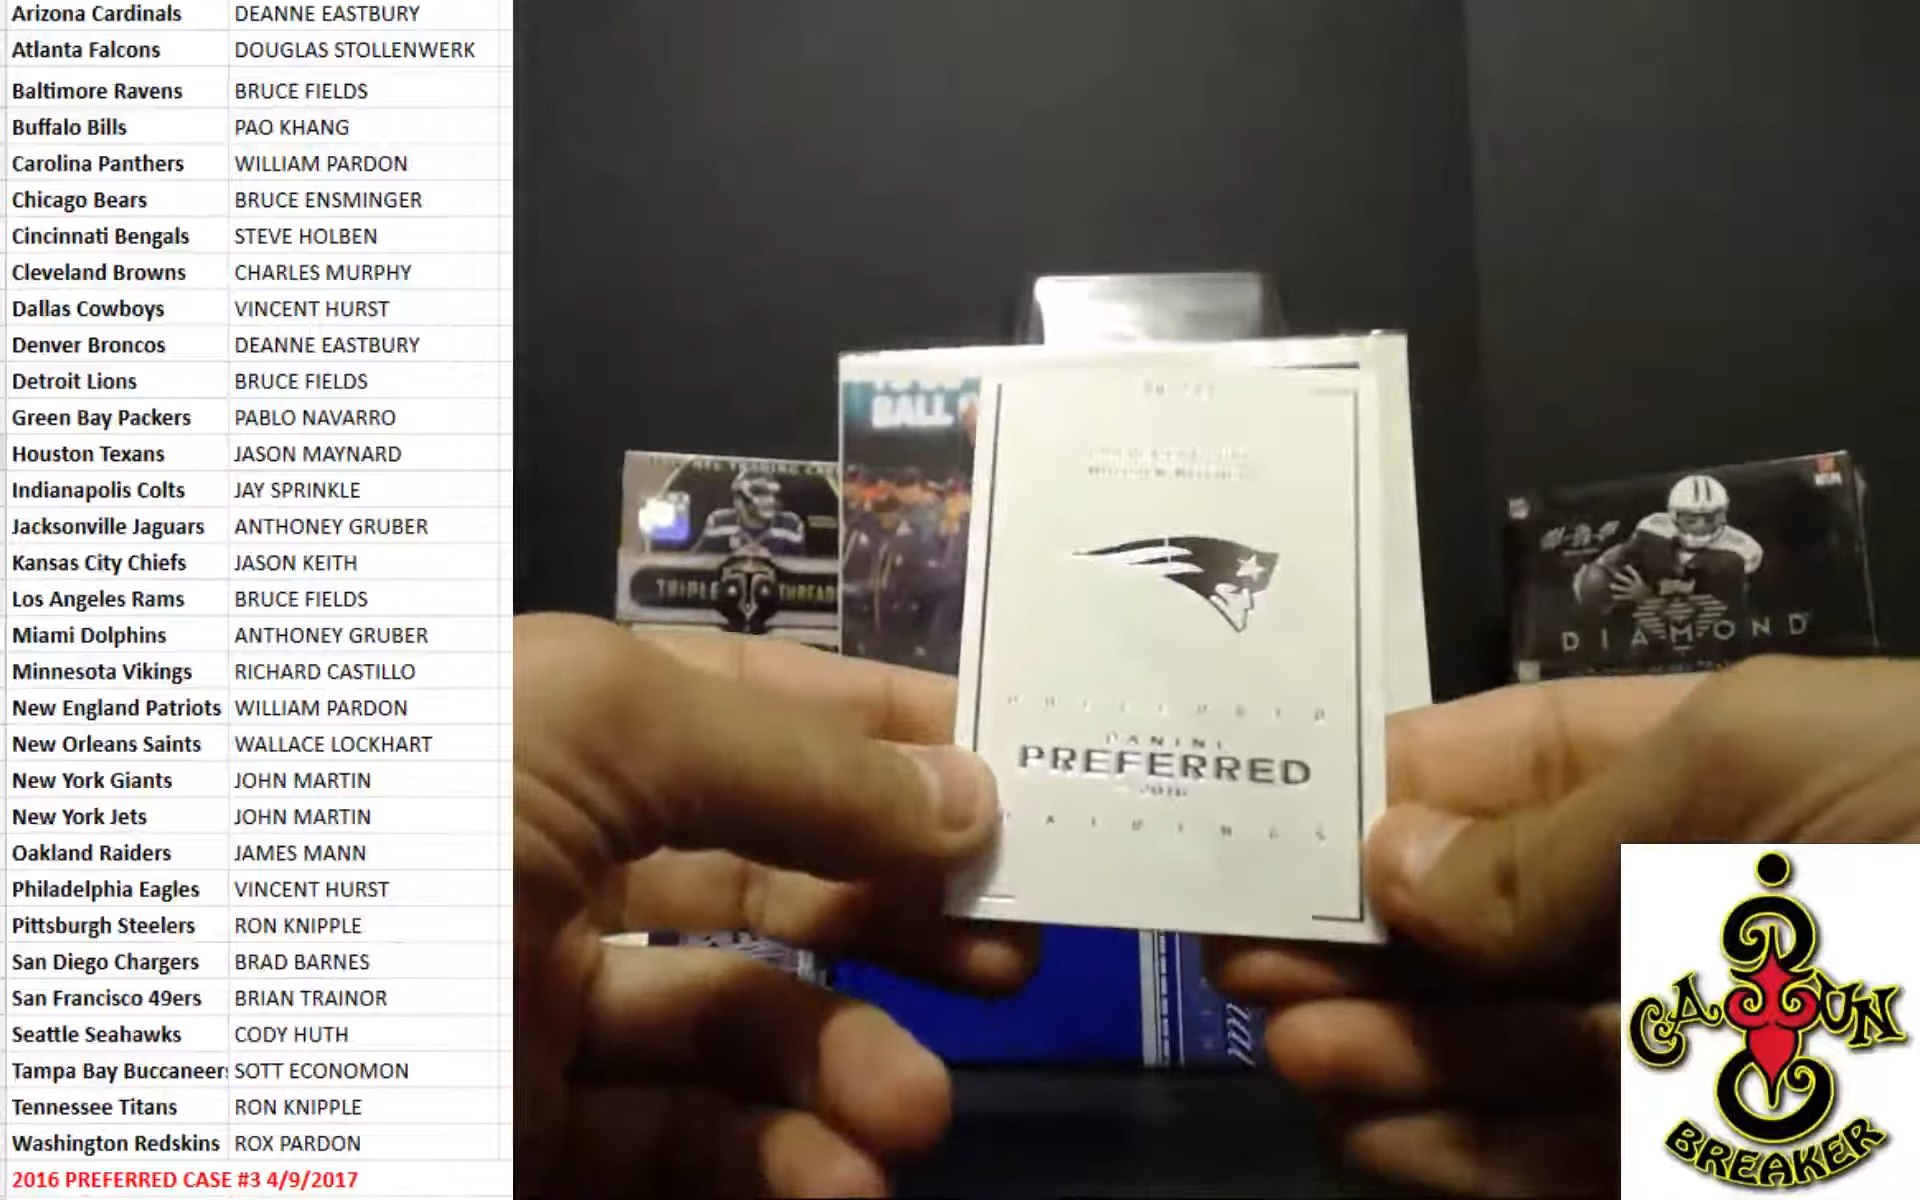 Arizona Cardinals DEANNE EASTBURY
Atlanta Falcons DOUGLAS STOLLENWERK
Baltimore Ravens BRUCE FIELDS
Buffalo Bills PAO KHANG
Carolina Panthers WILLIAM PARDON
Chicago Bears BRUCE ENSMINGER
Cincinnati Bengals STEVE HOLBEN
Cleveland Browns CHARLES MURPHY
Dallas Cowboys VINCENT HURST
Denver Broncos DEANNE EASTBURY
Detroit Lions BRUCE FIELDS
Green Bay Packers PABLO NAVARRO
Houston Texans JASON MAYNARD
Indianapolis Colts JAY SPRINKLE
Jacksonville Jaguars ANTHONEY GRUBER
Kansas City Chiefs JASON KEITH
Los Angeles Rams BRUCE FIELDS
Miami Dolphins ANTHONEY GRUBER
Minnesota Vikings RICHARD CASTILLO
New England Patriots WILLIAM PARDON
New Orleans Saints WALLACE LOCKHART
New York Giants JOHN MARTIN
New York Jets JOHN MARTIN
Oakland Raiders JAMES MANN
Philadelphia Eagles VINCENT HURST
Pittsburgh Steelers RON KNIPPLE
San Diego Chargers BRAD BARNES
San Francisco 49ers BRIAN TRAINOR
Seattle Seahawks CODY HUTH
Tampa Bay Buccaneer SOTT ECONOMON
Tennessee Titans RON KNIPPLE
Washington Redskins ROX PARDON
2016 PREFERRED CASE #3 4/9/2017
BALL
TRIPLE THREADS
PANINI
PREFERRED
2016
DIAMOND
CAJUN
BREAKER